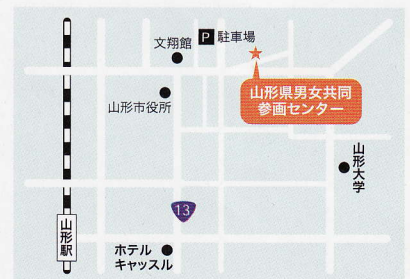 文翔館
P 駐車場
山形市役所
山形県男女共同
参画センター
山形大学
13
山形駅
ホテル
キャッスル